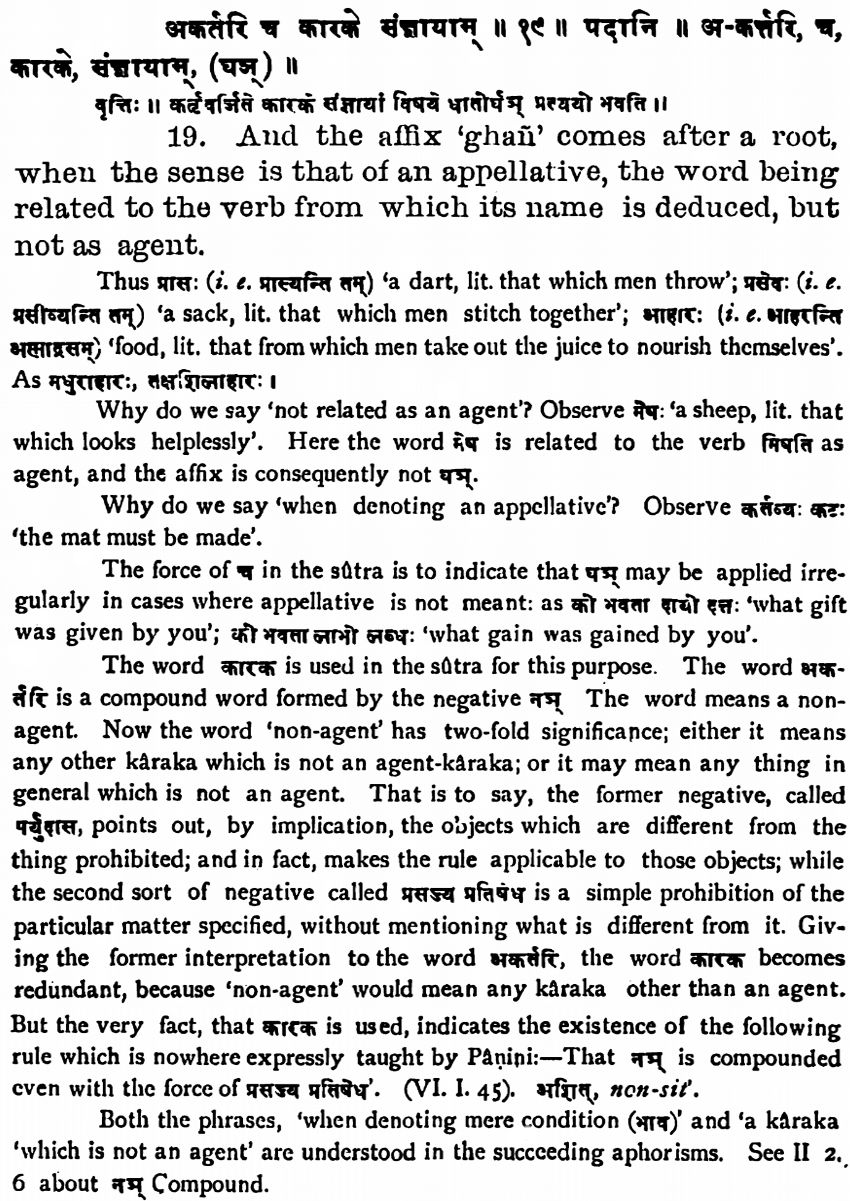 अकर्तरि च कारके संज्ञायाम् ॥ १९ ॥ पदानि ॥ अ-कर्त्तरि, च,
कारके, संज्ञायाम्, (घञ्) ॥
वृत्तिः ॥ कर्तृवर्जिते कारके संज्ञायां विषये धातोर्घञ् प्रत्ययो भवति ॥
19. And the affix ‘ghañ’ comes after a root,
when the sense is that of an appellative, the word being
related to the verb from which its name is deduced, but
not as agent.
Thus प्रासः (i. e. प्रास्यन्ति तम्) ‘a dart, lit. that which men throw’; प्रसेवः (i. e.
प्रसीव्यन्ति तम्) ‘a sack, lit. that which men stitch together’; आहारः (i. e. आहरन्ति
अस्माद्रसम्) ‘food, lit. that from which men take out the juice to nourish themselves’.
As मधुराहारः, तक्षशिलाहारः ।
Why do we say ‘not related as an agent’? Observe मेषः ‘a sheep, lit. that
which looks helplessly’. Here the word मेष is related to the verb मिषति as
agent, and the affix is consequently not घञ्.
Why do we say ‘when denoting an appellative’? Observe कर्तव्यः कटः
‘the mat must be made’.
The force of च in the sûtra is to indicate that घञ् may be applied irre-
gularly in cases where appellative is not meant: as को भवता दायो दत्तः ‘what gift
was given by you’; को भवता लाभो लब्धः ‘what gain was gained by you’.
The word कारक is used in the sûtra for this purpose. The word अक-
र्तरि is a compound word formed by the negative नञ् The word means a non-
agent. Now the word ‘non-agent’ has two-fold significance; either it means
any other kâraka which is not an agent-kâraka; or it may mean any thing in
general which is not an agent. That is to say, the former negative, called
पर्युदास, points out, by implication, the objects which are different from the
thing prohibited; and in fact, makes the rule applicable to those objects; while
the second sort of negative called प्रसज्य प्रतिषेध is a simple prohibition of the
particular matter specified, without mentioning what is different from it. Giv-
ing the former interpretation to the word अकर्तरि, the word कारक becomes
redundant, because ‘non-agent’ would mean any kâraka other than an agent.
But the very fact, that कारक is used, indicates the existence of the following
rule which is nowhere expressly taught by Pâṇini:—That नञ् is compounded
even with the force of प्रसज्य प्रतिषेध’. (VI. I. 45). अशित्, non-sit’.
Both the phrases, ‘when denoting mere condition (भाव)’ and ‘a kâraka
‘which is not an agent’ are understood in the succeeding aphorisms. See II 2.
6 about नञ् Compound.